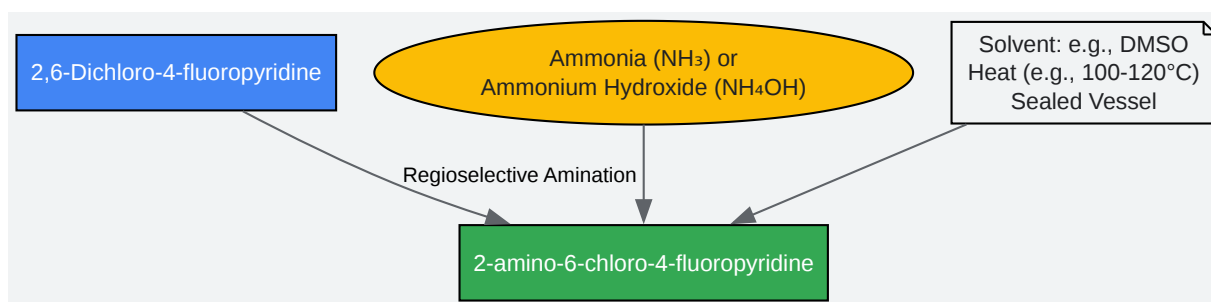 2,6-Dichloro-4-fluoropyridine
Ammonia (NH₃) or
Ammonium Hydroxide (NH₄OH)
Solvent: e.g., DMSO
Heat (e.g., 100-120°C)
Sealed Vessel
Regioselective Amination
2-amino-6-chloro-4-fluoropyridine